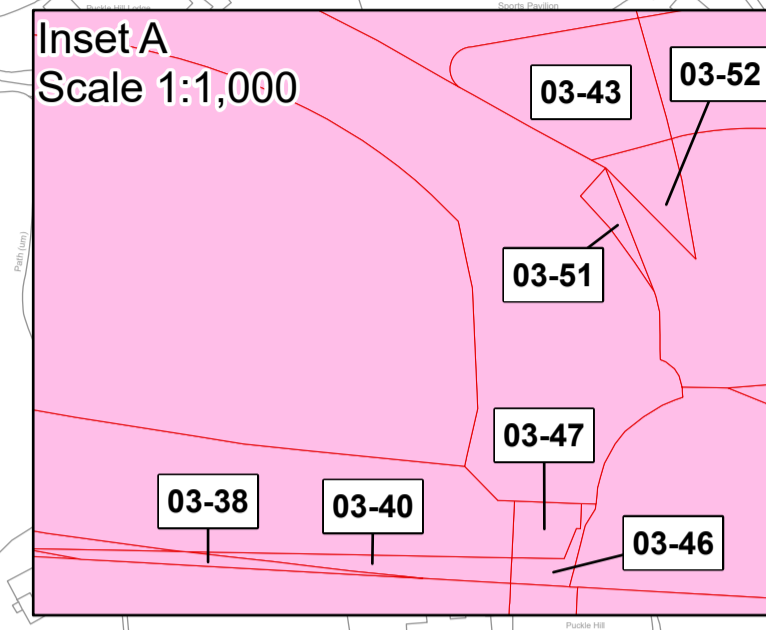 Puckle Hill Lodge
Sports Pavilion
Inset A
Scale 1:1,000
03-43
03-52
Path (um)
03-51
03-47
03-38
03-40
03-46
Puckle Hill